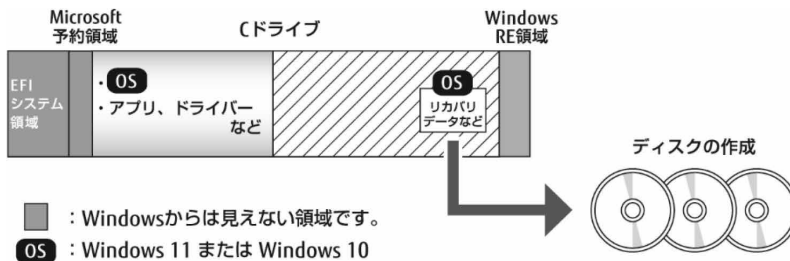 Microsoft
予約領域
Cドライブ
Windows
RE領域
EFI
システム
領域
・OS
・アプリ、ドライバー
など
OS
リカバリ
データなど
ディスクの作成
：Windowsからは見えない領域です。
OS：Windows 11 または Windows 10